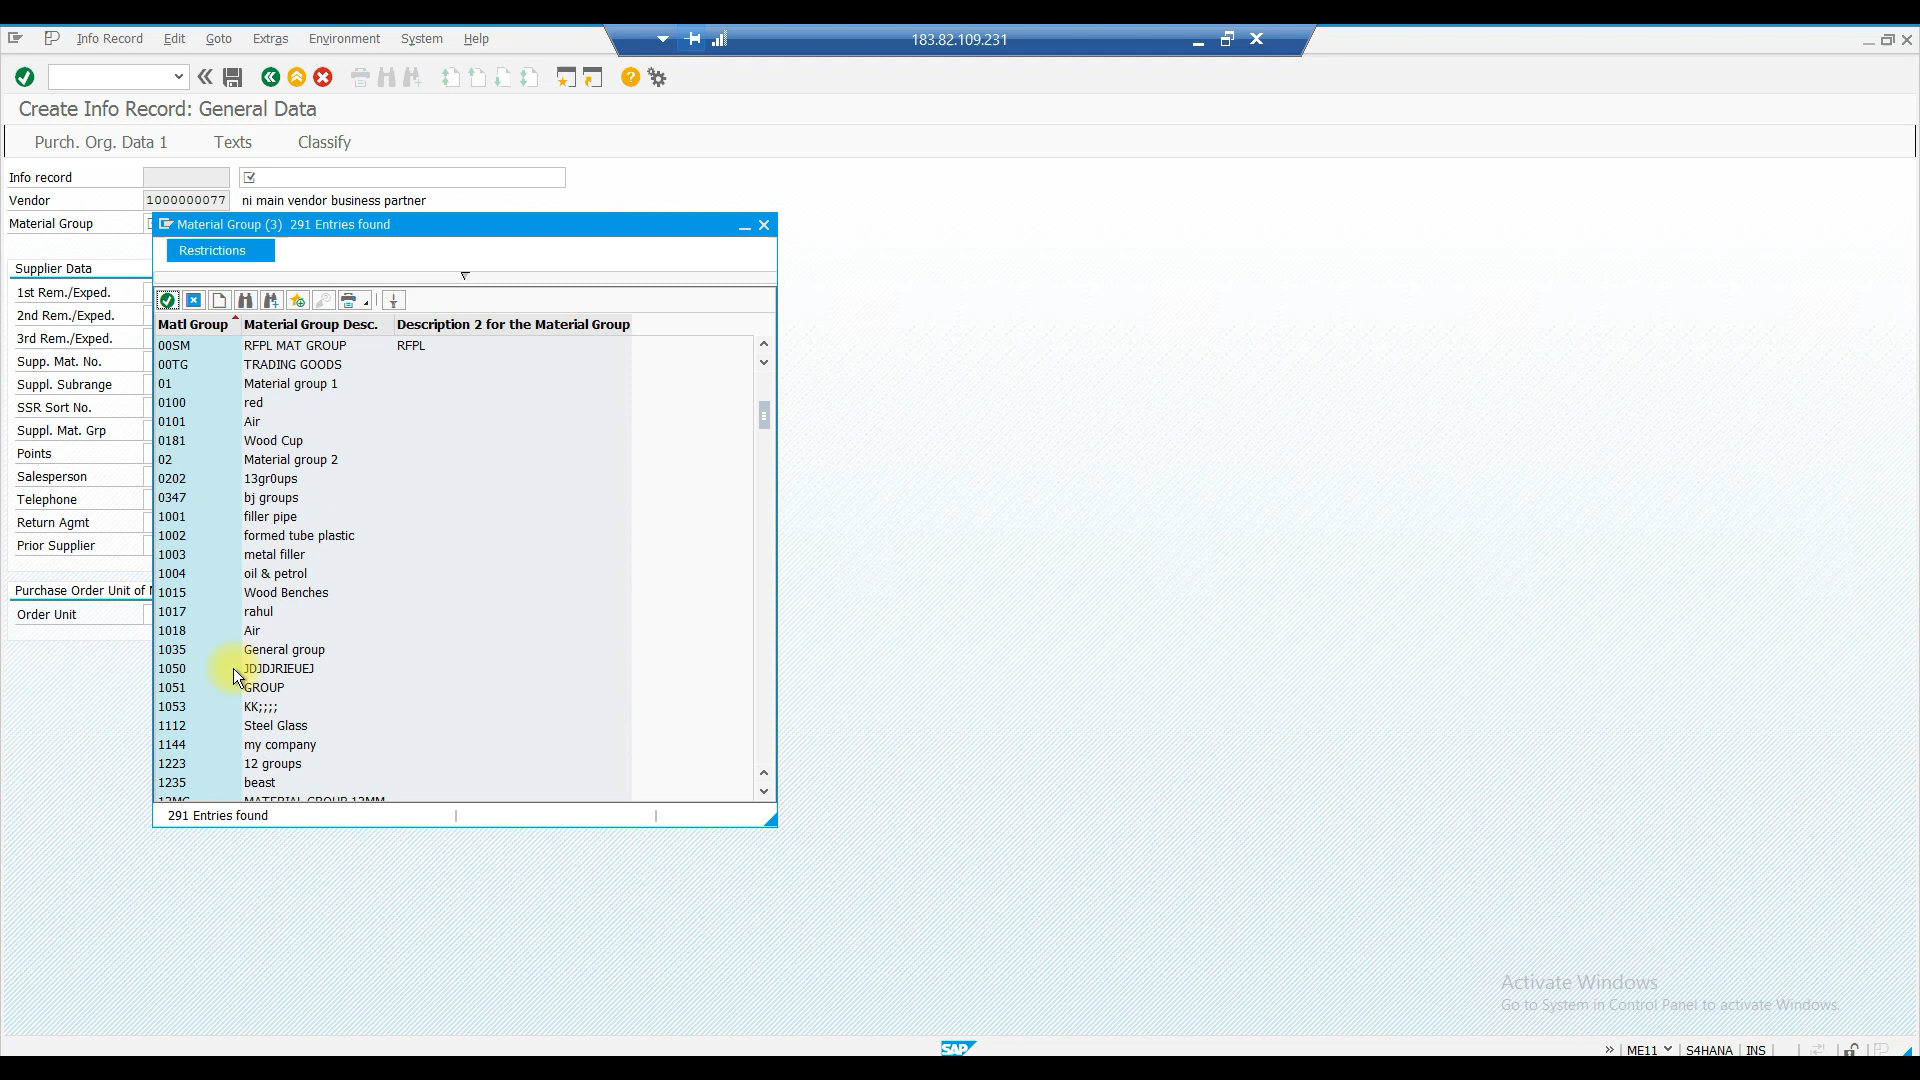 Info Record Edit Goto Extras Environment System Help
183.82.109.231
Create Info Record: General Data
Purch. Org. Data 1 Texts Classify
Info record
Vendor 1000000077 ni main vendor business partner
Material Group
Material Group (3) 291 Entries found
Restrictions
Supplier Data
1st Rem./Exped.
2nd Rem./Exped.
3rd Rem./Exped.
Supp. Mat. No.
Suppl. Subrange
SSR Sort No.
Suppl. Mat. Grp
Points
Salesperson
Telephone
Return Agmt
Prior Supplier
Purchase Order Unit of
Order Unit
Matl Group Material Group Desc. Description 2 for the Material Group
00SM RFPL MAT GROUP RFPL
00TG TRADING GOODS
01 Material group 1
0100 red
0101 Air
0181 Wood Cup
02 Material group 2
0202 13gr0ups
0347 bj groups
1001 filler pipe
1002 formed tube plastic
1003 metal filler
1004 oil & petrol
1015 Wood Benches
1017 rahul
1018 Air
1035 General group
1050 JDJDJRIEUEJ
1051 GROUP
1053 KK;;;;
1112 Steel Glass
1144 my company
1223 12 groups
1235 beast
12MG MATERIAL GROUP 12MM
291 Entries found
Activate Windows
Go to System in Control Panel to activate Windows.
SAP
ME11 S4HANA INS